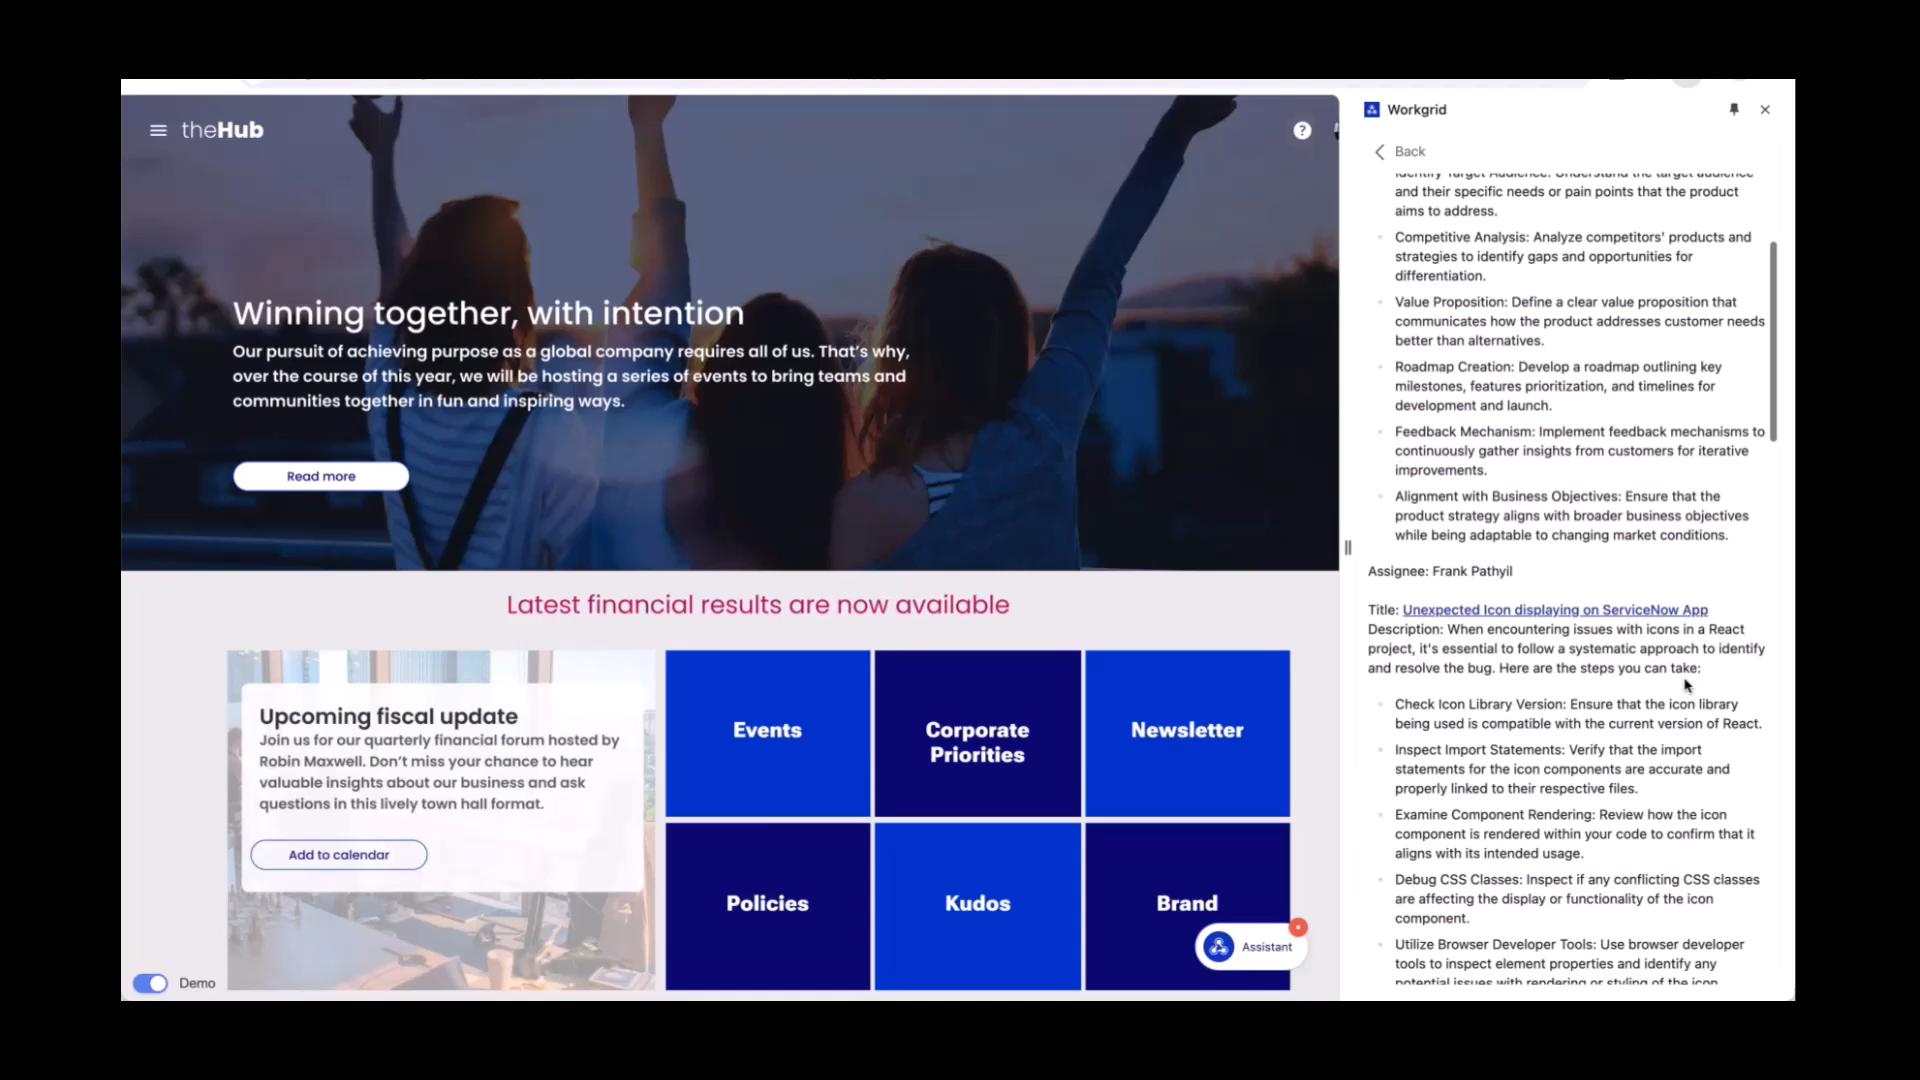 theHub
?
Winning together, with intention
Our pursuit of achieving purpose as a global company requires all of us. That's why,
over the course of this year, we will be hosting a series of events to bring teams and
communities together in fun and inspiring ways.
Read more
Latest financial results are now available
Upcoming fiscal update
Join us for our quarterly financial forum hosted by
Robin Maxwell. Don't miss your chance to hear
valuable insights about our business and ask
questions in this lively town hall format.
Add to calendar
Events
Corporate
Priorities
Newsletter
Policies
Kudos
Brand
Assistant
Demo
Workgrid
Back
Identify Target Audience: Understand the target audience
and their specific needs or pain points that the product
aims to address.
Competitive Analysis: Analyze competitors' products and
strategies to identify gaps and opportunities for
differentiation.
Value Proposition: Define a clear value proposition that
communicates how the product addresses customer needs
better than alternatives.
Roadmap Creation: Develop a roadmap outlining key
milestones, features prioritization, and timelines for
development and launch.
Feedback Mechanism: Implement feedback mechanisms to
continuously gather insights from customers for iterative
improvements.
Alignment with Business Objectives: Ensure that the
product strategy aligns with broader business objectives
while being adaptable to changing market conditions.
Assignee: Frank Pathyil
Title: Unexpected Icon displaying on ServiceNow App
Description: When encountering issues with icons in a React
project, it's essential to follow a systematic approach to identify
and resolve the bug. Here are the steps you can take:
Check Icon Library Version: Ensure that the icon library
being used is compatible with the current version of React.
Inspect Import Statements: Verify that the import
statements for the icon components are accurate and
properly linked to their respective files.
Examine Component Rendering: Review how the icon
component is rendered within your code to confirm that it
aligns with its intended usage.
Debug CSS Classes: Inspect if any conflicting CSS classes
are affecting the display or functionality of the icon
component.
Utilize Browser Developer Tools: Use browser developer
tools to inspect element properties and identify any
potential issues with rendering or styling of the icon